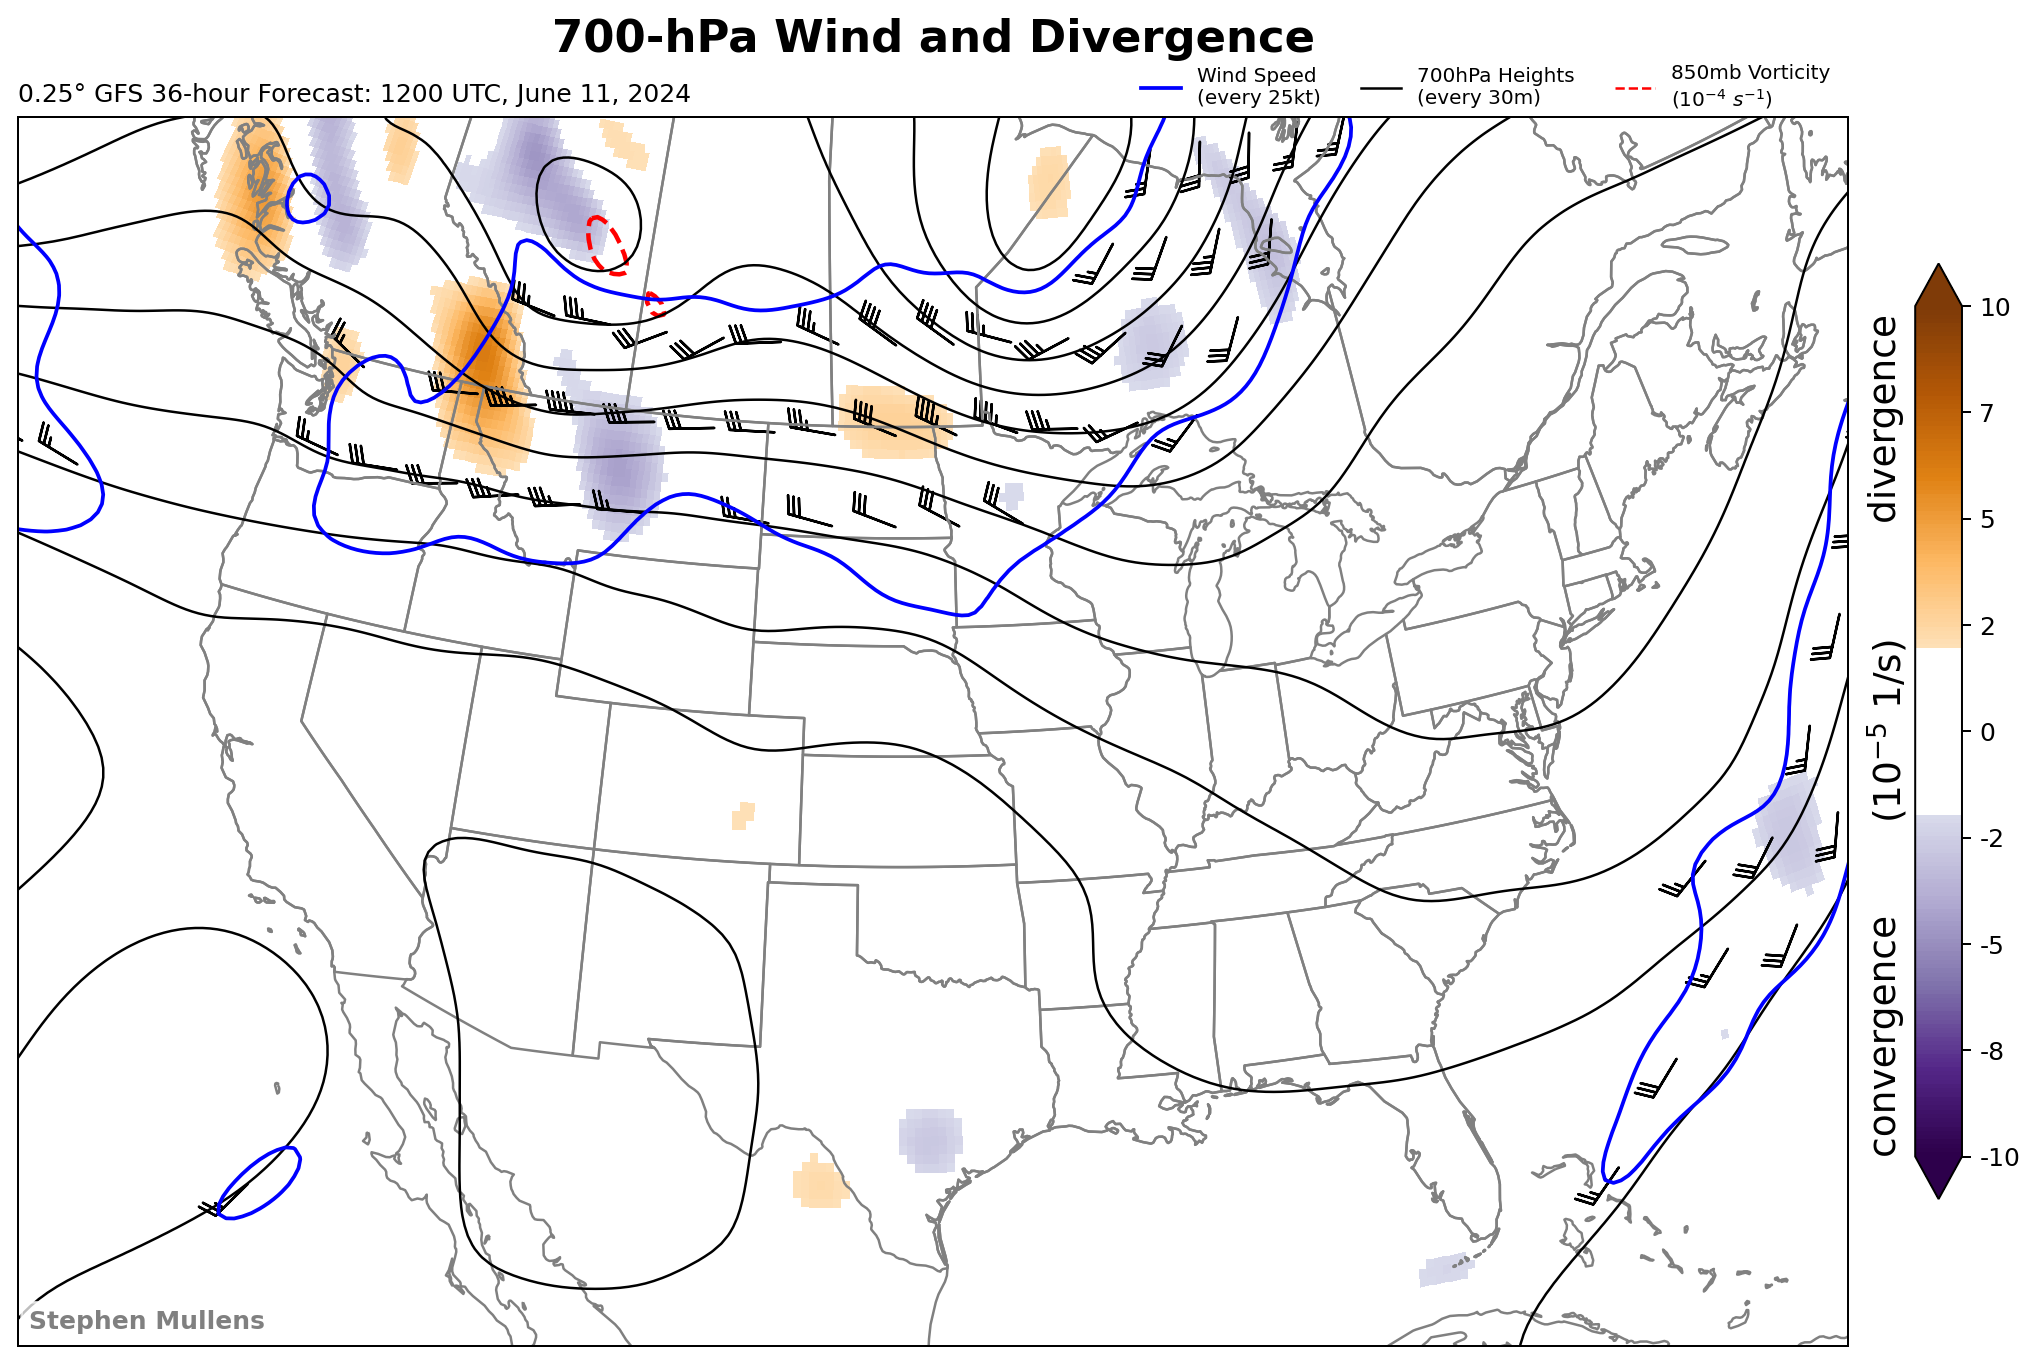 700-hPa Wind and Divergence
0.25° GFS 36-hour Forecast: 1200 UTC, June 11, 2024
Wind Speed
(every 25kt)
700hPa Heights
(every 30m)
850mb Vorticity
(10⁻⁴ s⁻¹)
10
7
5
2
0
-2
-5
-8
-10
convergence (10⁻⁵ 1/s) divergence
Stephen Mullens